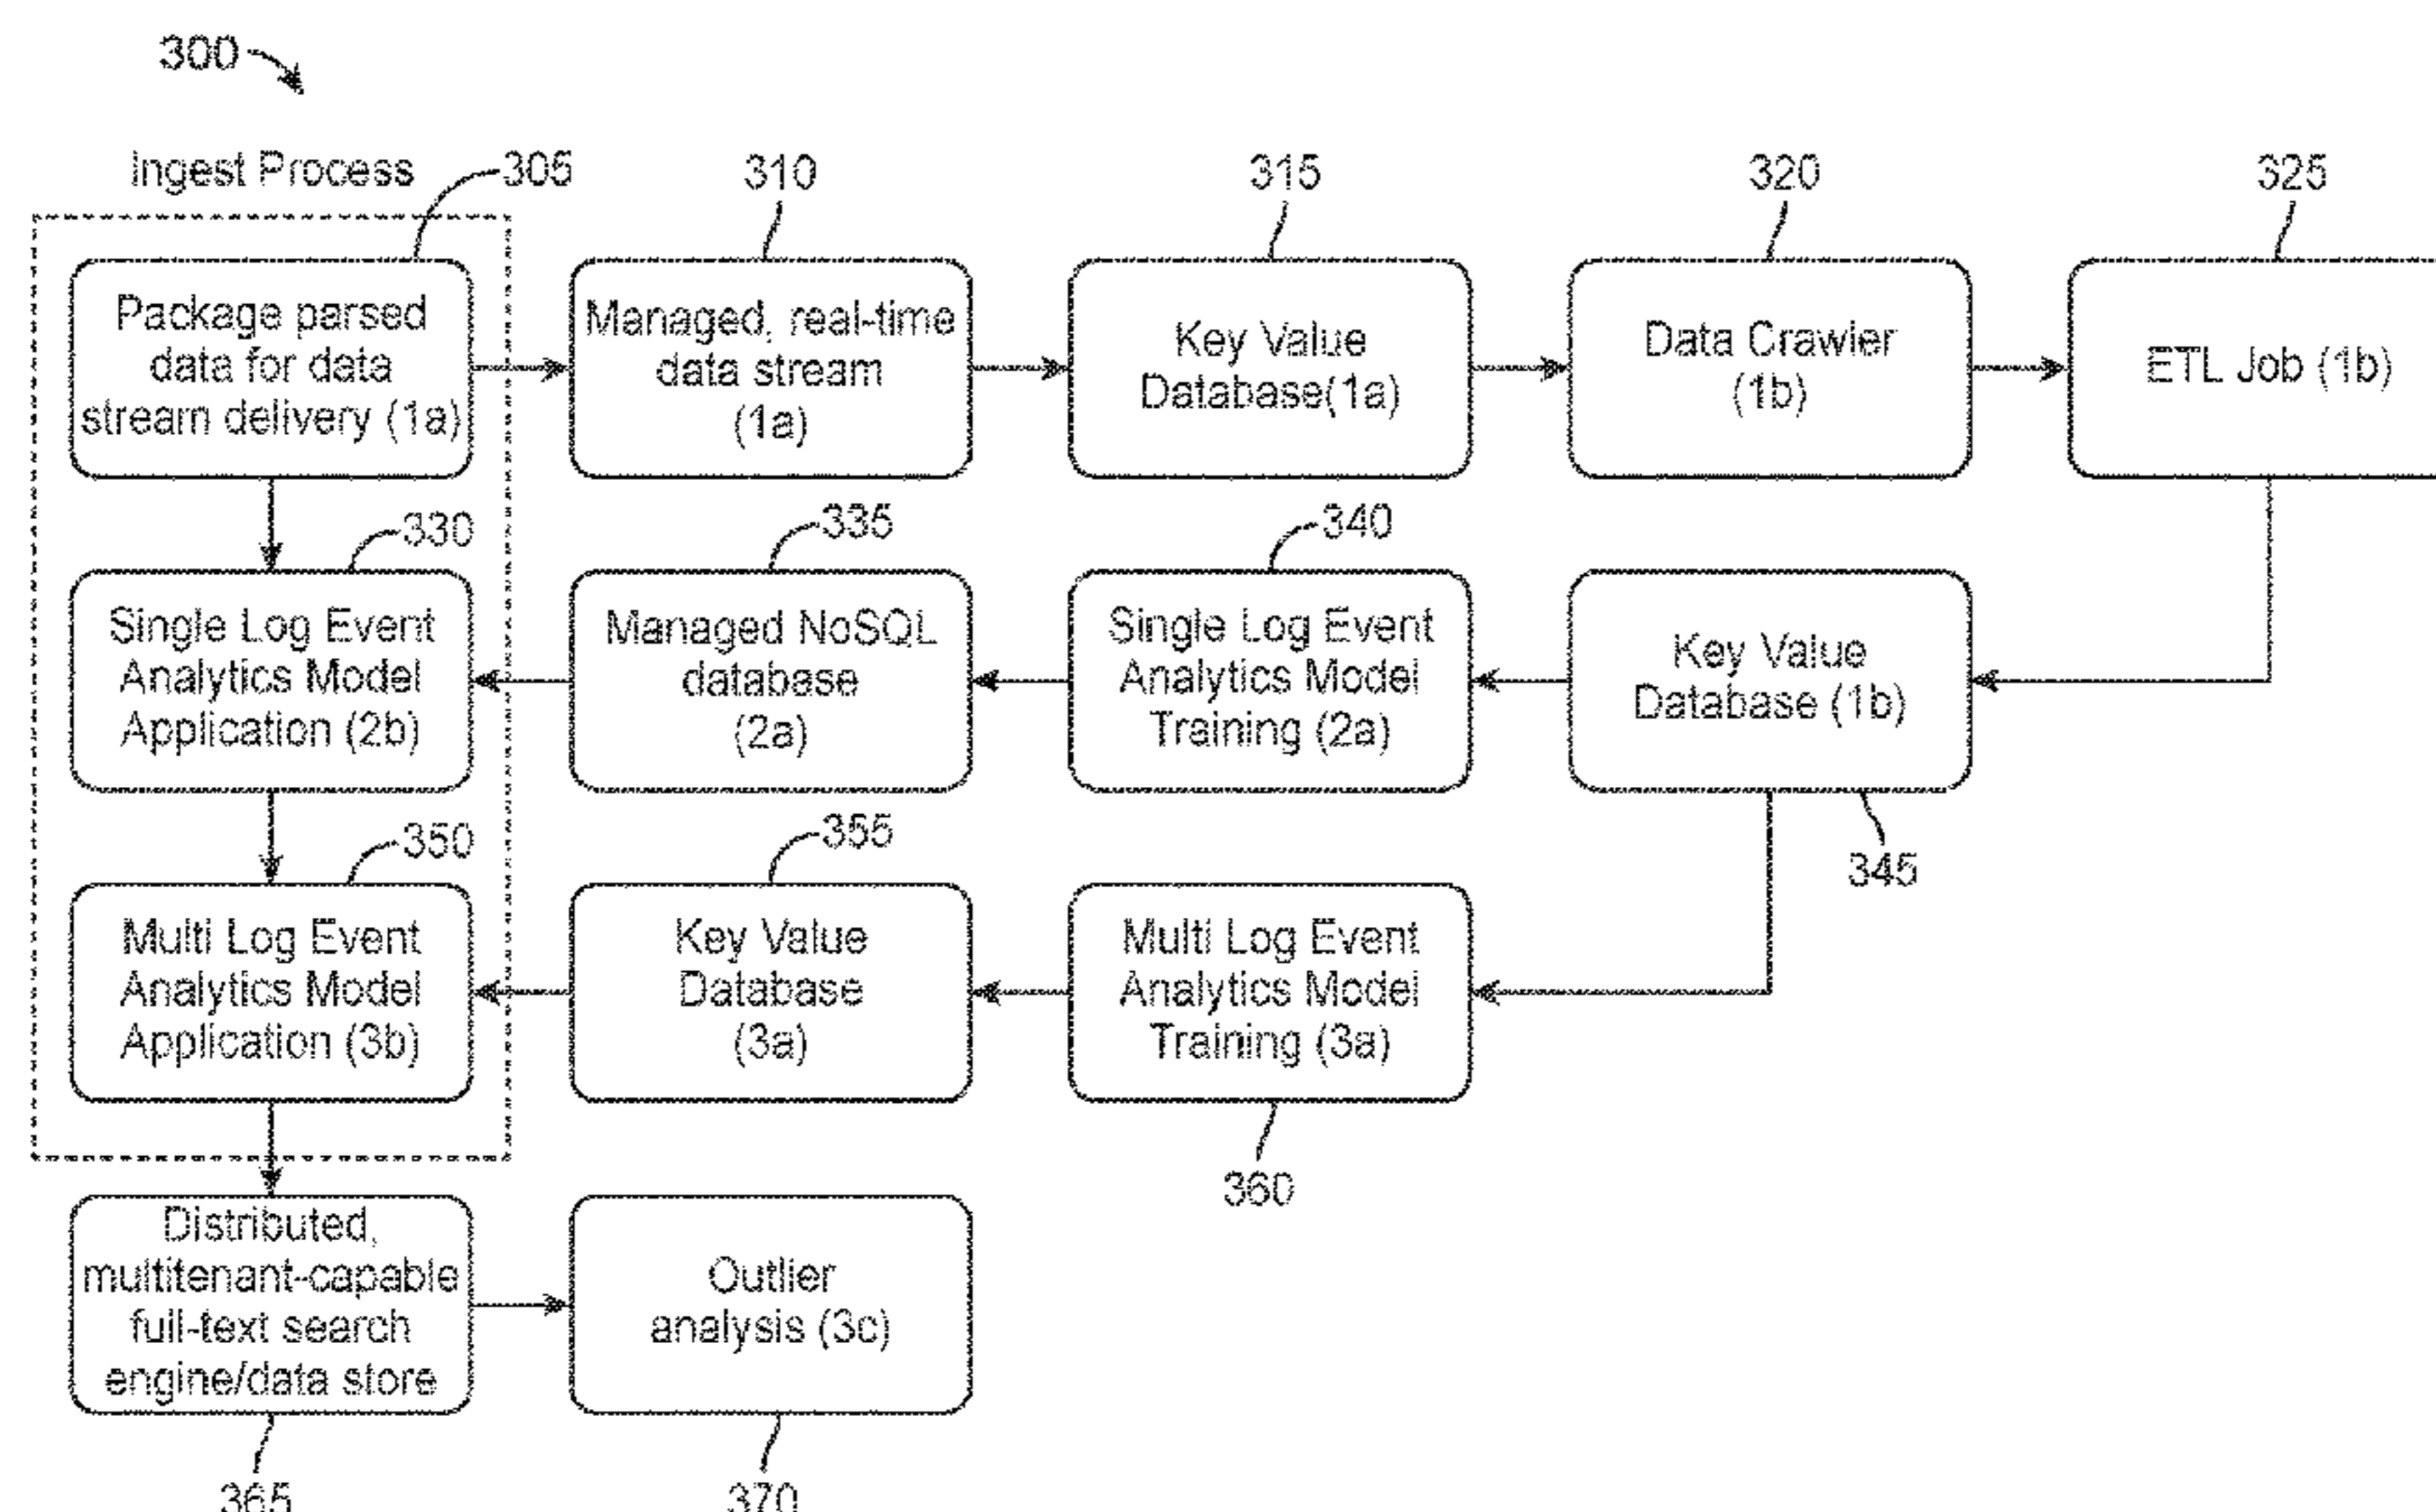 300
Ingest Process
305
310
315
320
325
Package parsed
data for data
stream delivery (1a)
Managed, real-time
data stream
(1a)
Key Value
Database(1a)
Data Crawler
(1b)
ETL Job (1b)
330
335
340
Single Log Event
Analytics Model
Application (2b)
Managed NoSQL
database
(2a)
Single Log Event
Analytics Model
Training (2a)
Key Value
Database (1b)
345
350
355
Multi Log Event
Analytics Model
Application (3b)
Key Value
Database
(3a)
Multi Log Event
Analytics Model
Training (3a)
360
Distributed,
multitenant-capable
full-text search
engine/data store
Outlier
analysis (3c)
365
370